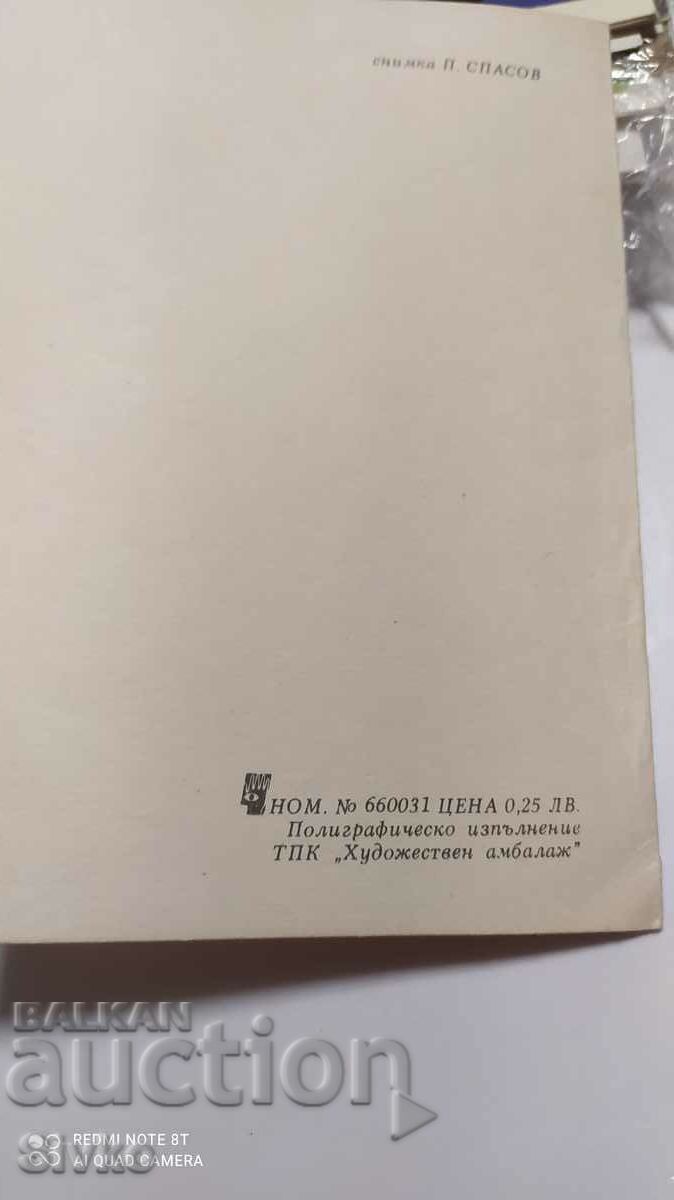 снимка П. СПАСОВ
НОМ. № 660031 ЦЕНА 0,25 ЛВ.
Полиграфическо изпълнение
ТПК „Художествен амбалаж"
BALKAN
auction
REDMI NOTE 8T
AI QUAD CAMERA
Sivko